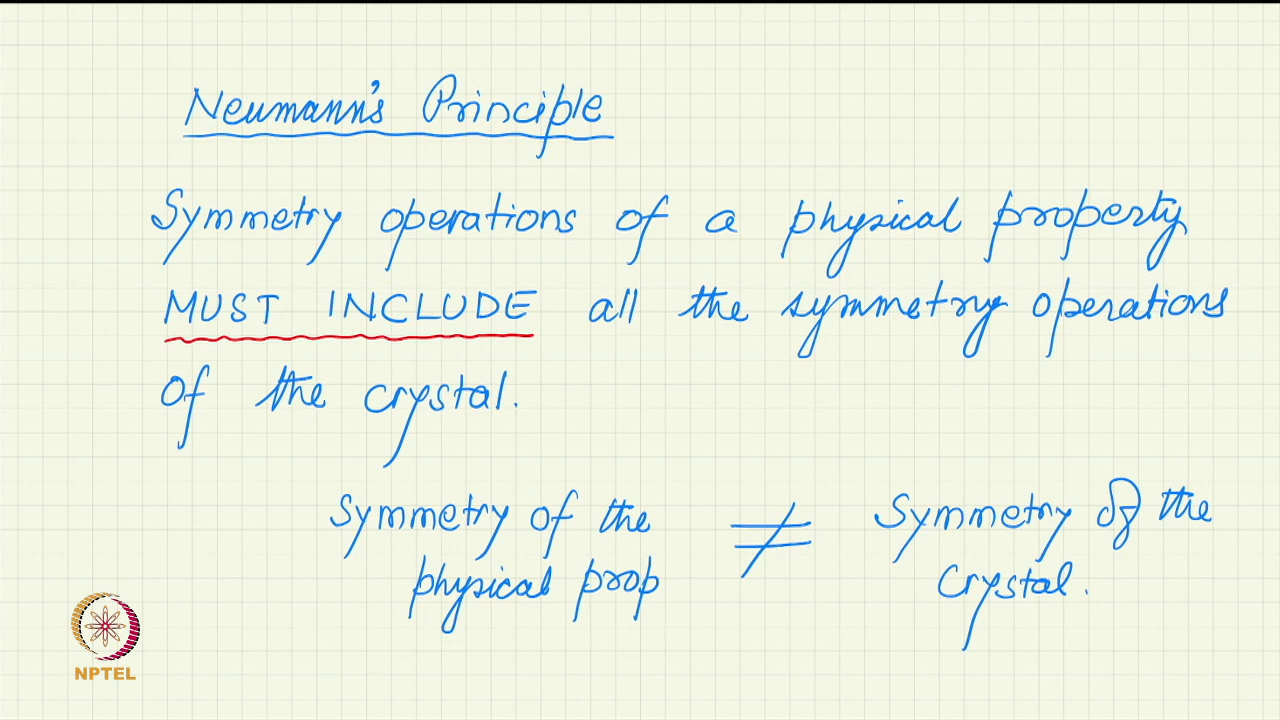 Neumann's Principle
Symmetry operations of a physical property
MUST INCLUDE all the symmetry operations
of the crystal.
Symmetry of the ≠ Symmetry of the
physical prop crystal.
NPTEL